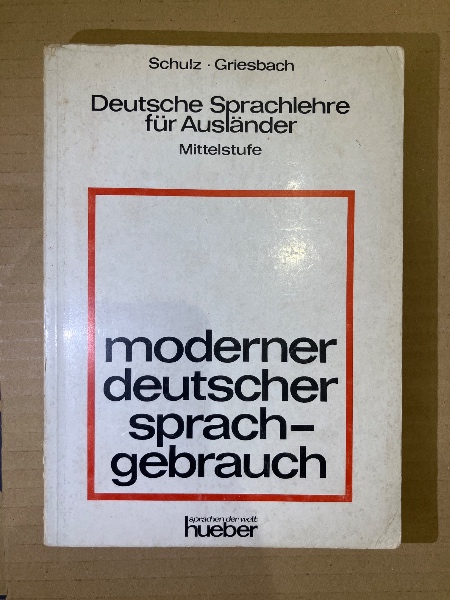 Schulz · Griesbach
Deutsche Sprachlehre
für Ausländer
Mittelstufe
moderner
deutscher
sprach-
gebrauch
sprachen der welt
hueber